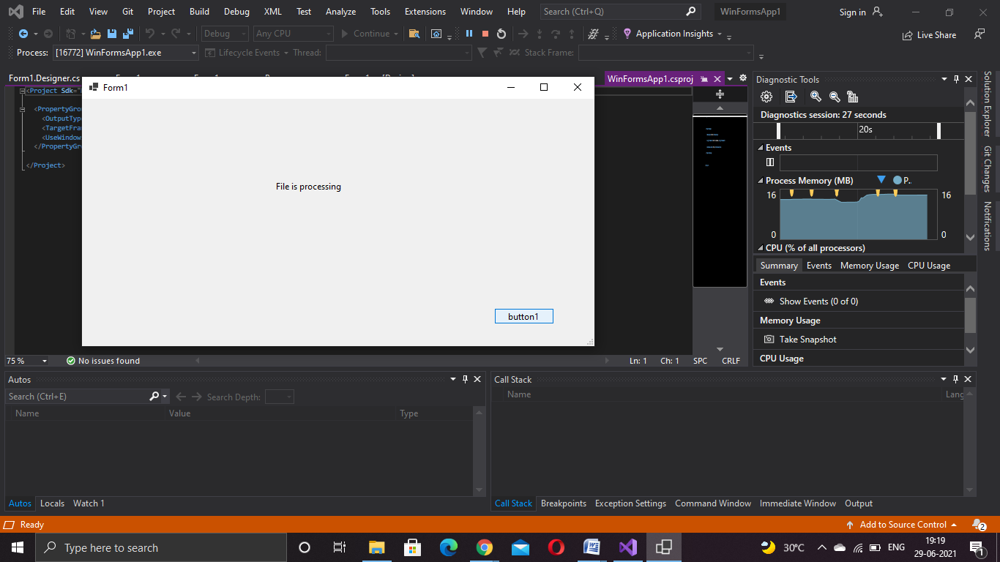 File Edit View Git Project Build Debug XML Test Analyze Tools Extensions Window Help Search (Ctrl+Q) WinFormsApp1 Sign in
Debug Any CPU Continue Application Insights Live Share
Process: [16772] WinFormsApp1.exe Lifecycle Events Thread: Stack Frame:
Form1.Designer.cs WinFormsApp1.csproj
Form1
<Project Sdk=
<PropertyGro
<OutputTyp
<TargetFra
<UseWindow
</PropertyGro
</Project>
File is processing
button1
75 % No issues found Ln: 1 Ch: 1 SPC CRLF
Diagnostic Tools
Diagnostics session: 27 seconds
20s
Events
Process Memory (MB) P..
16 16
0 0
CPU (% of all processors)
Summary Events Memory Usage CPU Usage
Events
Show Events (0 of 0)
Memory Usage
Take Snapshot
CPU Usage
Solution Explorer
Git Changes
Notifications
Autos
Search (Ctrl+E) Search Depth:
Name Value Type
Autos Locals Watch 1
Call Stack
Name Lang
Call Stack Breakpoints Exception Settings Command Window Immediate Window Output
Ready Add to Source Control 2
Type here to search 30°C ENG 19:19
29-06-2021 1